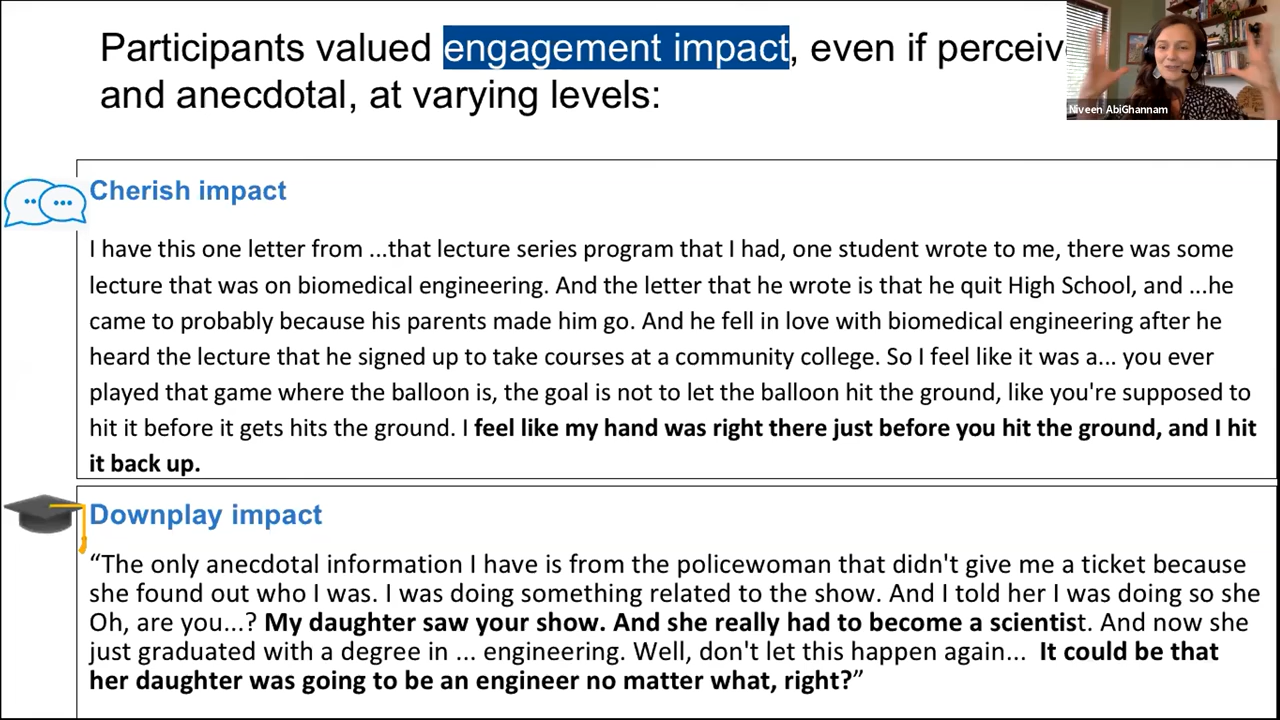 Participants valued engagement impact, even if
and anecdotal, at varying levels:
Niveen AbiGhannam
Cherish impact
I have this one letter from ...that lecture series program that I had, one student wrote to me, there was some
lecture that was on biomedical engineering. And the letter that he wrote is that he quit High School, and ...he
came to probably because his parents made him go. And he fell in love with biomedical engineering after he
heard the lecture that he signed up to take courses at a community college. So I feel like it was a... you ever
played that game where the balloon is, the goal is not to let the balloon hit the ground, like you're supposed to
hit it before it gets hits the ground. I feel like my hand was right there just before you hit the ground, and I hit
it back up.
Downplay impact
“The only anecdotal information I have is from the policewoman that didn't give me a ticket because
she found out who I was. I was doing something related to the show. And I told her I was doing so she
Oh, are you...? My daughter saw your show. And she really had to become a scientist. And now she
just graduated with a degree in ... engineering. Well, don't let this happen again... It could be that
her daughter was going to be an engineer no matter what, right?”